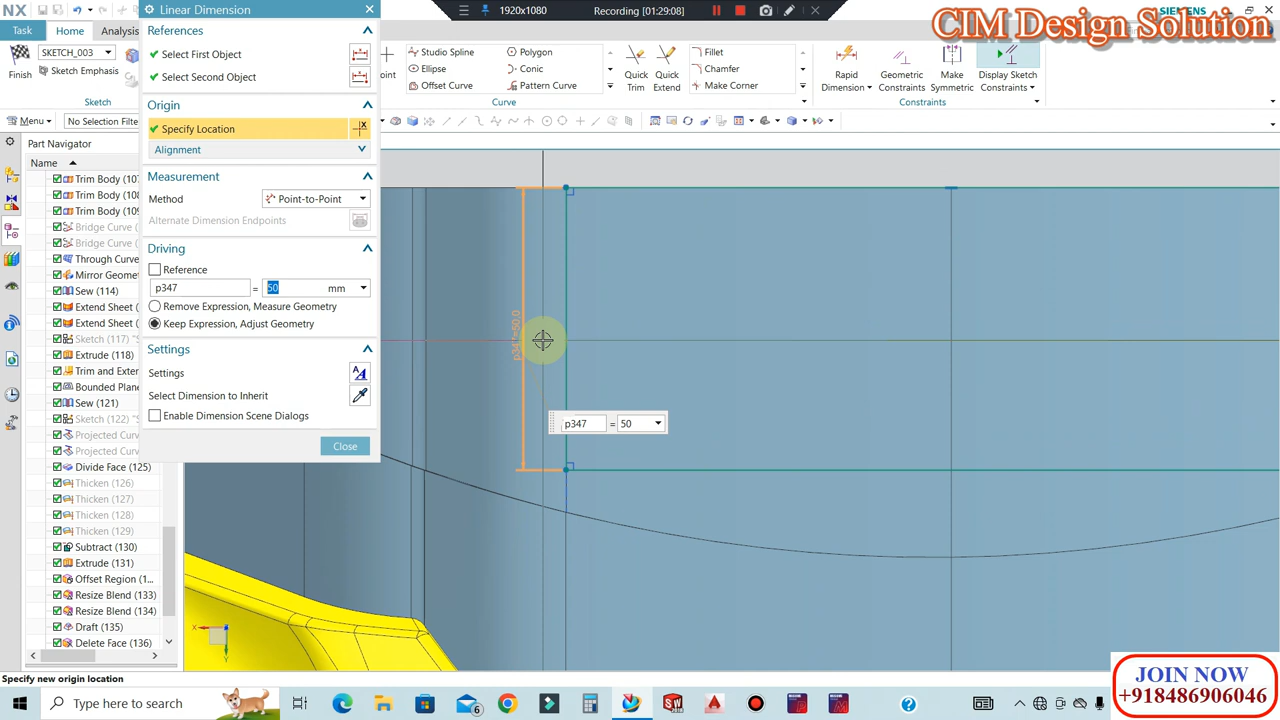 NX
Linear Dimension
1920x1080
Recording [01:29:08]
SIEMENS
CIM Design Solution
Task
Home
Analysis
References
SKETCH_003
Select First Object
Studio Spline
Polygon
Fillet
Ellipse
Conic
Chamfer
Finish
Sketch Emphasis
Select Second Object
Offset Curve
Pattern Curve
Quick Trim
Quick Extend
Make Corner
Rapid Dimension
Geometric Constraints
Make Symmetric
Display Sketch Constraints
Sketch
Origin
Curve
Constraints
Menu
No Selection Filter
Specify Location
Part Navigator
Alignment
Name
Measurement
Trim Body (107
Method
Point-to-Point
Trim Body (108
Trim Body (109
Alternate Dimension Endpoints
Bridge Curve (
Bridge Curve (
Driving
Through Curve
Reference
Mirror Geomet
p347
=
50
mm
Sew (114)
Remove Expression, Measure Geometry
Extend Sheet (
Extend Sheet (
Keep Expression, Adjust Geometry
Sketch (117) "
Settings
Extrude (118)
Trim and Exten
Settings
Bounded Plane
Select Dimension to Inherit
Sew (121)
Sketch (122) "
Enable Dimension Scene Dialogs
Projected Curv
Projected Curv
Close
p347
=
50
Divide Face (125)
Thicken (126)
Thicken (127)
Thicken (128)
Thicken (129)
Subtract (130)
Extrude (131)
Offset Region (1...
Resize Blend (133)
Resize Blend (134)
Draft (135)
Delete Face (136)
X
Y
Specify new origin location
JOIN NOW
+918486906046
Type here to search
6